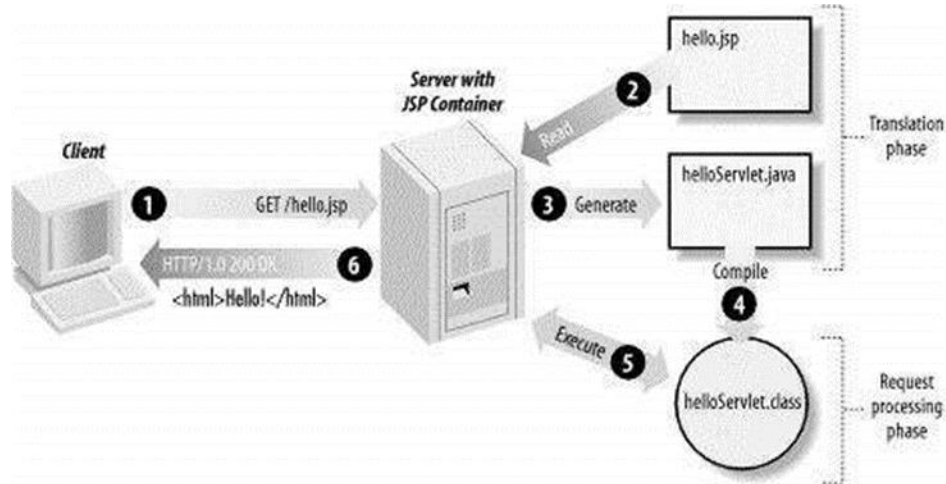 hello.jsp
Server with
JSP Container
2
Read
Translation
phase
Client
helloServlet.java
1
GET /hello.jsp
3
Generate
HTTP/1.0 200 OK
6
<html>Hello!</html>
Compile
4
Execute
5
helloServlet.class
Request
processing
phase